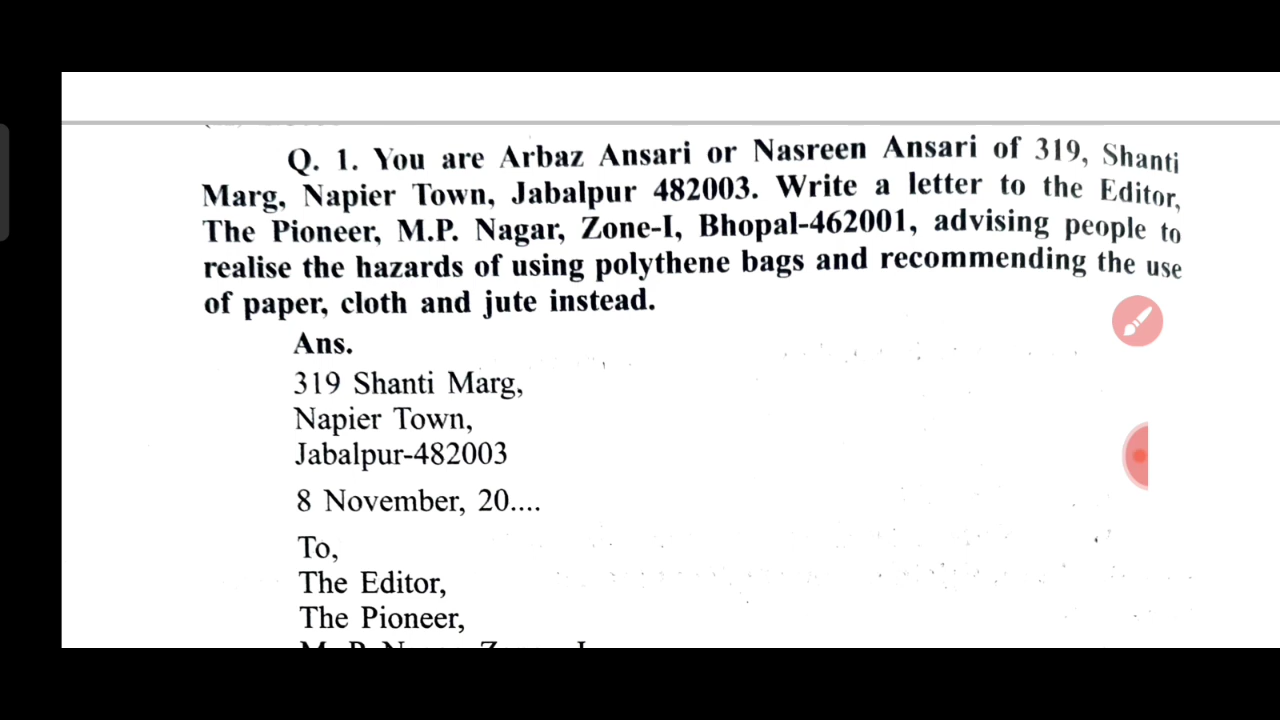 Q. 1. You are Arbaz Ansari or Nasreen Ansari of 319, Shanti
Marg, Napier Town, Jabalpur 482003. Write a letter to the Editor,
The Pioneer, M.P. Nagar, Zone-I, Bhopal-462001, advising people to
realise the hazards of using polythene bags and recommending the use
of paper, cloth and jute instead.
Ans.
319 Shanti Marg,
Napier Town,
Jabalpur-482003
8 November, 20....
To,
The Editor,
The Pioneer,